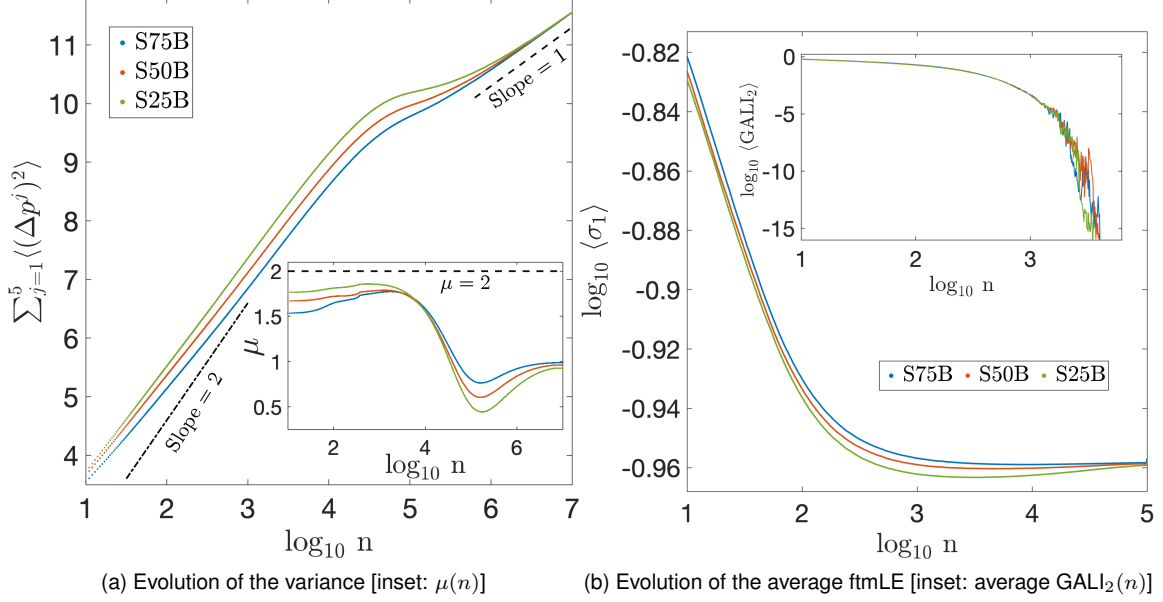 11
10
9
8
7
6
5
4
∑⁵ⱼ₌₁⟨(Δpʲ)²⟩
S75B
S50B
S25B
Slope = 1
Slope = 2
2
1.5
1
0.5
μ
μ = 2
2
4
6
log₁₀ n
1
2
3
4
5
6
7
log₁₀ n
(a) Evolution of the variance [inset: μ(n)]
-0.82
-0.84
-0.86
-0.88
-0.9
-0.92
-0.94
-0.96
log₁₀ ⟨σ₁⟩
0
-5
-10
-15
log₁₀ ⟨GALI₂⟩
1
2
3
log₁₀ n
S75B S50B S25B
1
2
3
4
5
log₁₀ n
(b) Evolution of the average ftmLE [inset: average GALI₂(n)]